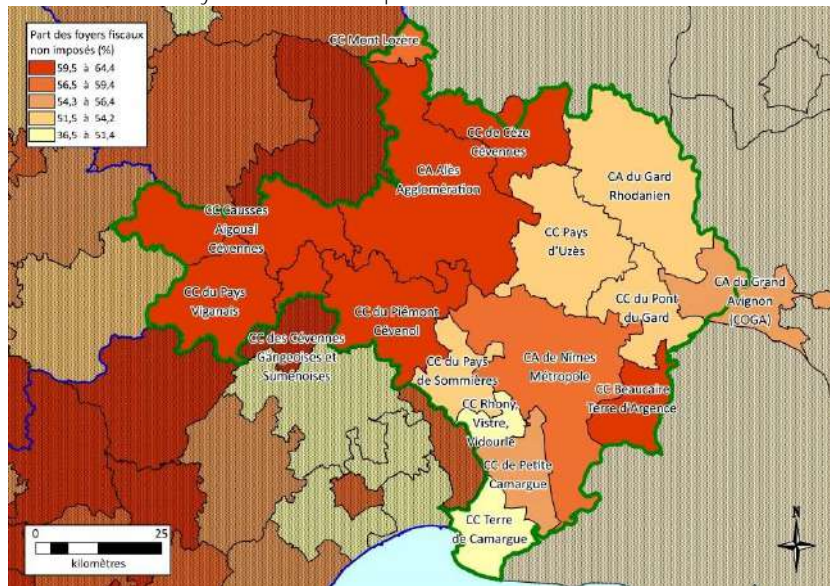 Part des foyers fiscaux
non imposés (%)
59,5 à 64,4
56,5 à 59,4
54,3 à 56,4
51,5 à 54,2
36,5 à 51,4
CC Mont Lozère
CC de Cèze
Cévennes
CA Alès
Agglomération
CA du Gard
Rhodanien
CC Causses
Aigoual
Cévennes
CC Pays
d'Uzès
CC du Pays
Viganais
CA du Grand
Avignon
(COGA)
CC du Pont
du Gard
CC du Piémont
Cévenol
CC des Cévennes
Gangeoises et
Suménoises
CC du Pays
de Sommières
CA de Nîmes
Métropole
CC Beaucaire
Terre d'Argence
CC Rhony,
Vistre,
Vidourle
CC de Petite
Camargue
CC Terre
de Camargue
0 25
kilomètres
N